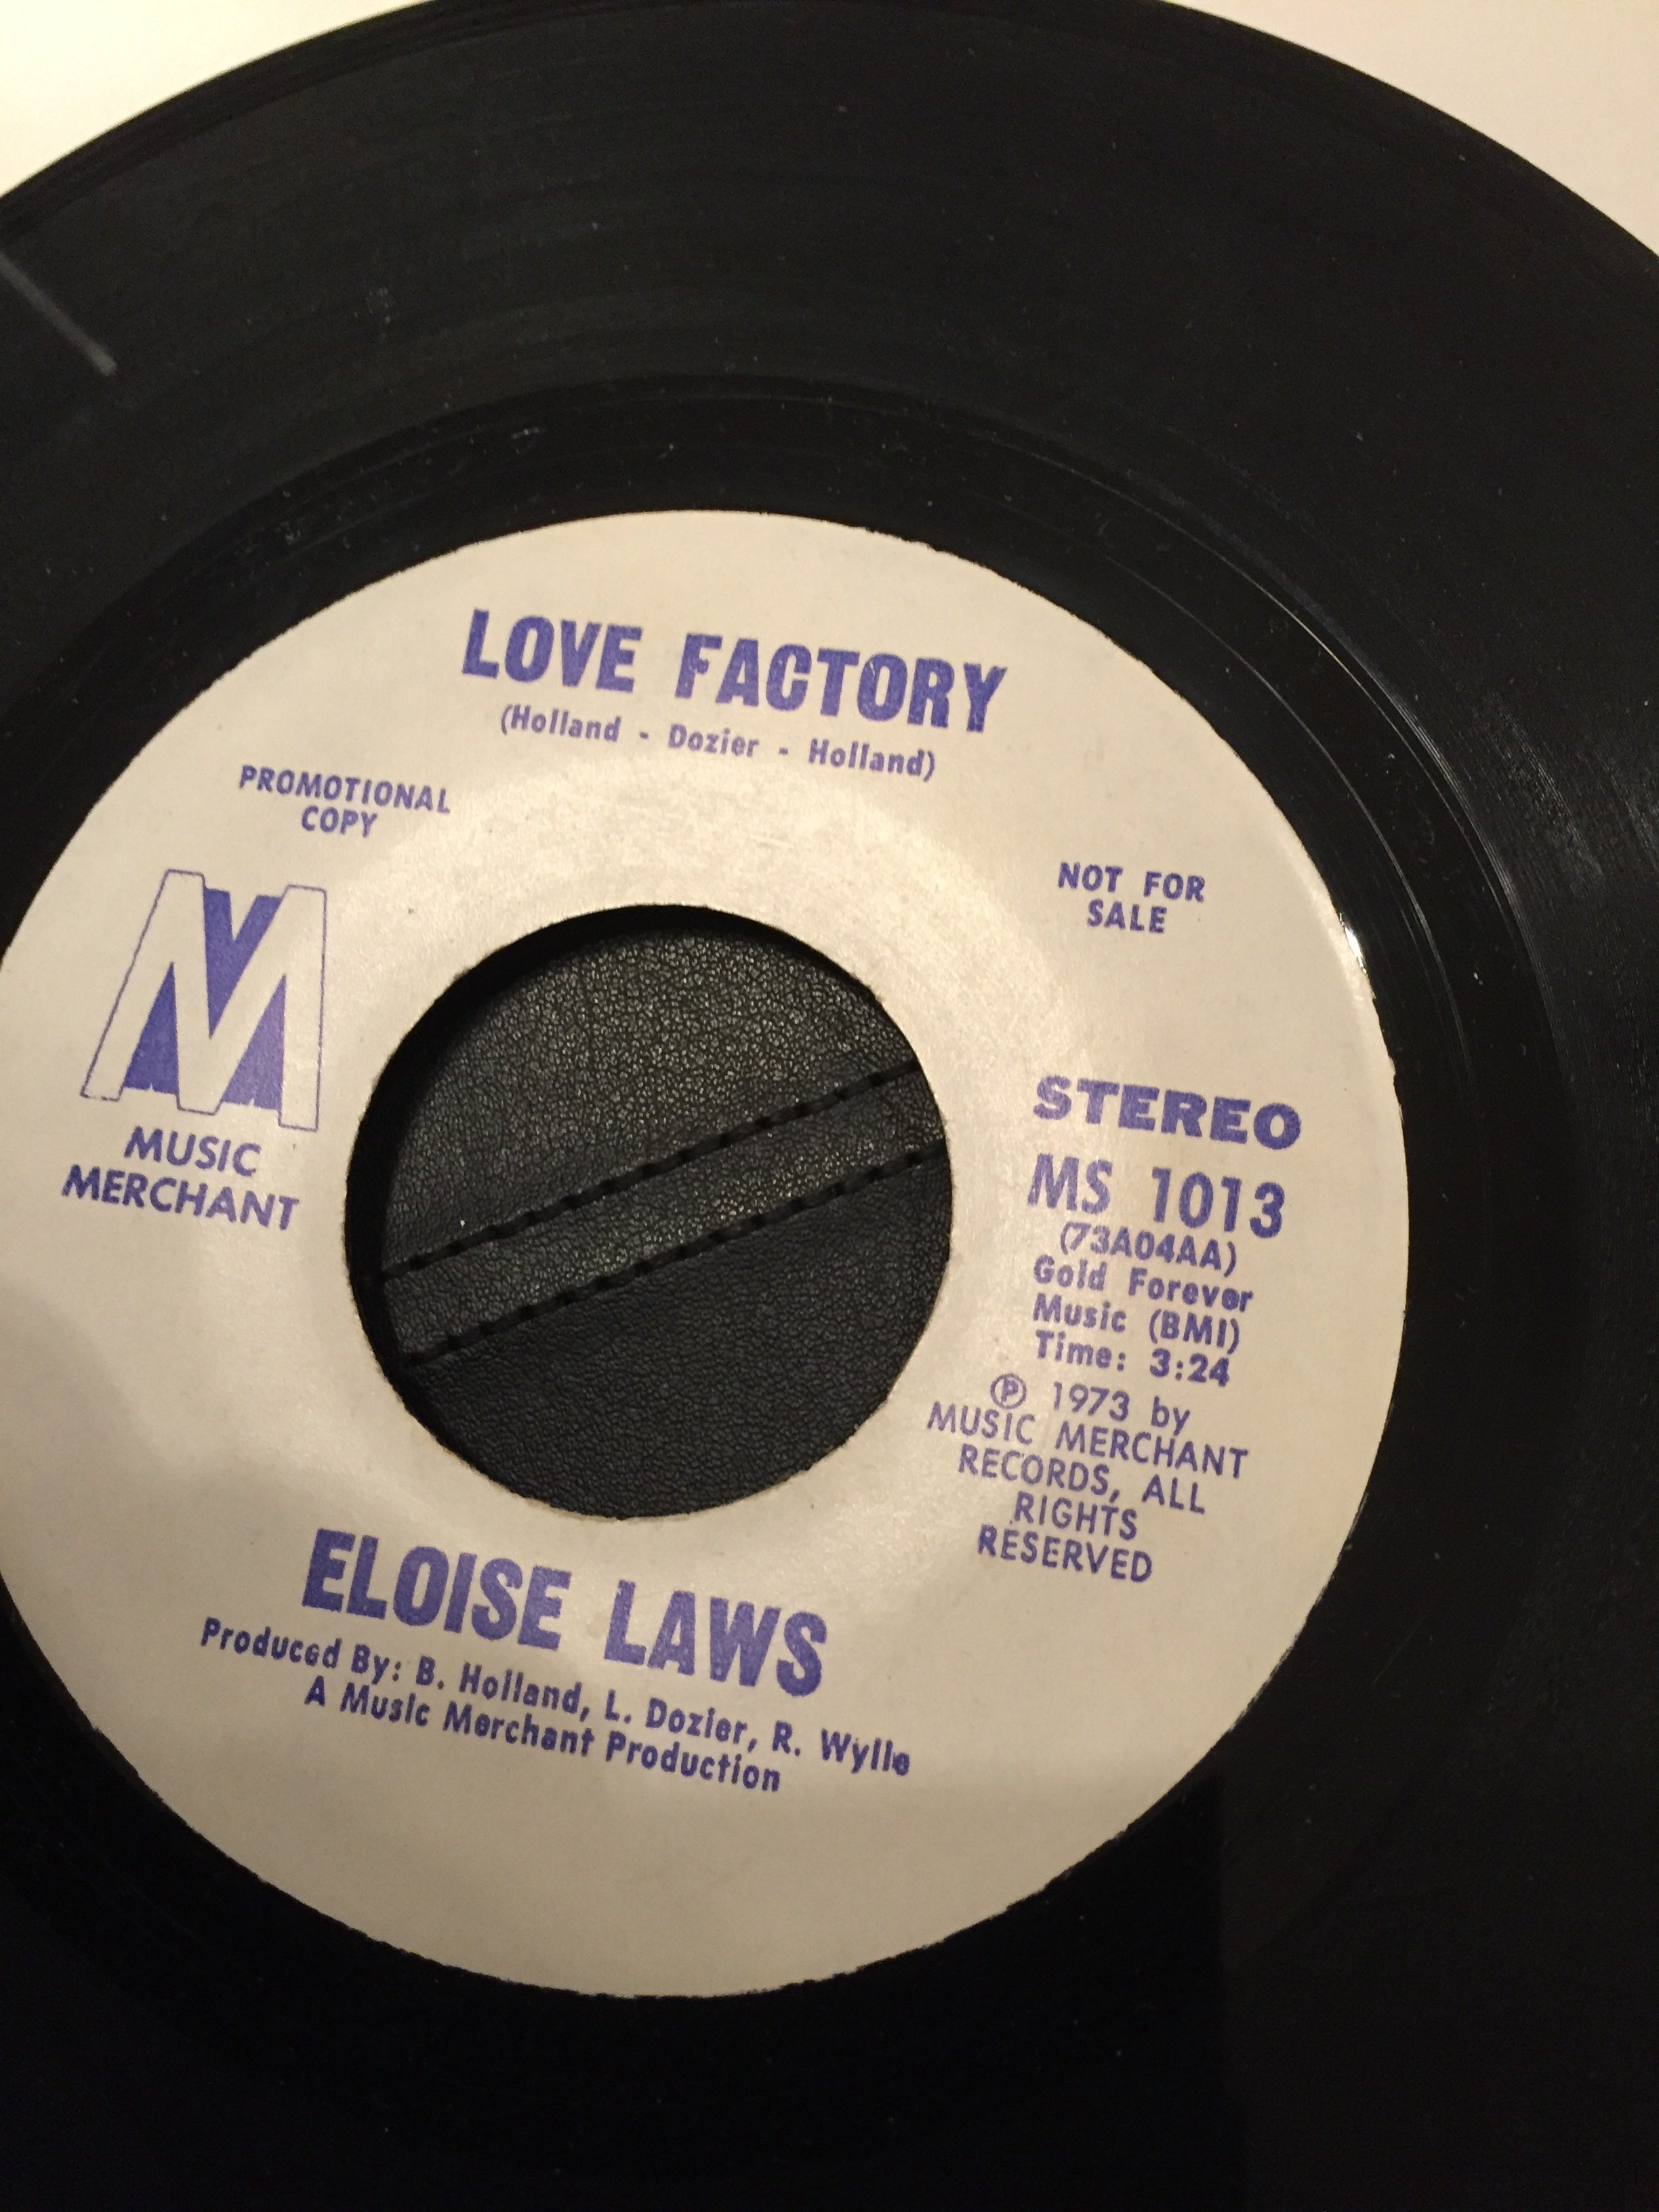 LOVE FACTORY
(Holland - Dozier - Holland)
PROMOTIONAL
COPY
NOT FOR
SALE
M
MUSIC
MERCHANT
STEREO
MS 1013
(73A04AA)
Gold Forever
Music (BMI)
Time: 3:24
℗ 1973 by
MUSIC MERCHANT
RECORDS, ALL
RIGHTS
RESERVED
ELOISE LAWS
Produced By: B. Holland, L. Dozier, R. Wylie
A Music Merchant Production